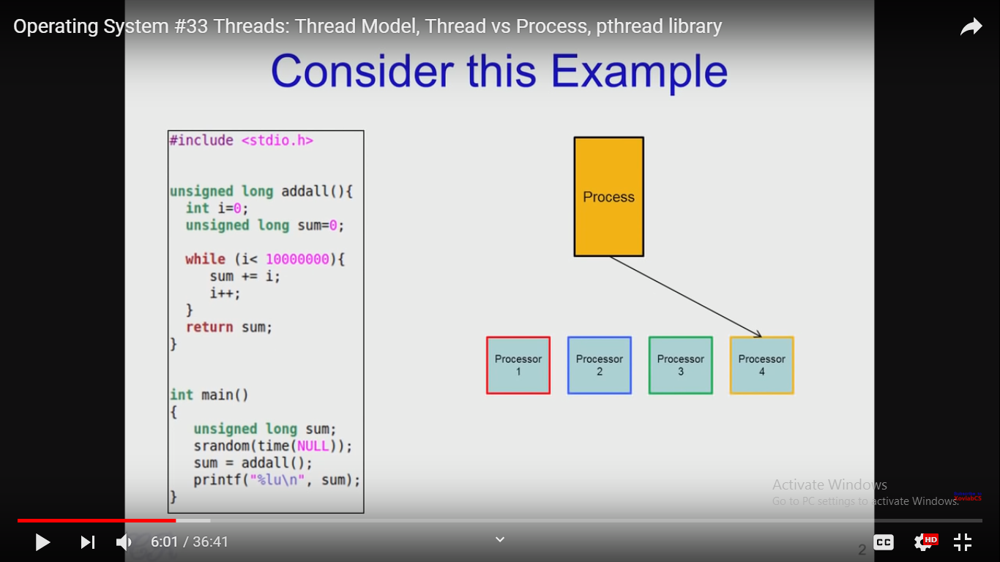 Operating System #33 Threads: Thread Model, Thread vs Process, pthread library
Consider this Example
#include <stdio.h>
unsigned long addall(){
int i=0;
unsigned long sum=0;
while (i< 10000000){
sum += i;
i++;
}
return sum;
}
int main()
{
unsigned long sum;
srandom(time(NULL));
sum = addall();
printf("%lu\n", sum);
}
Process
Processor
1
Processor
2
Processor
3
Processor
4
Activate Windows
Go to PC settings to activate Windows.
6:01 / 36:41
2
CC
HD